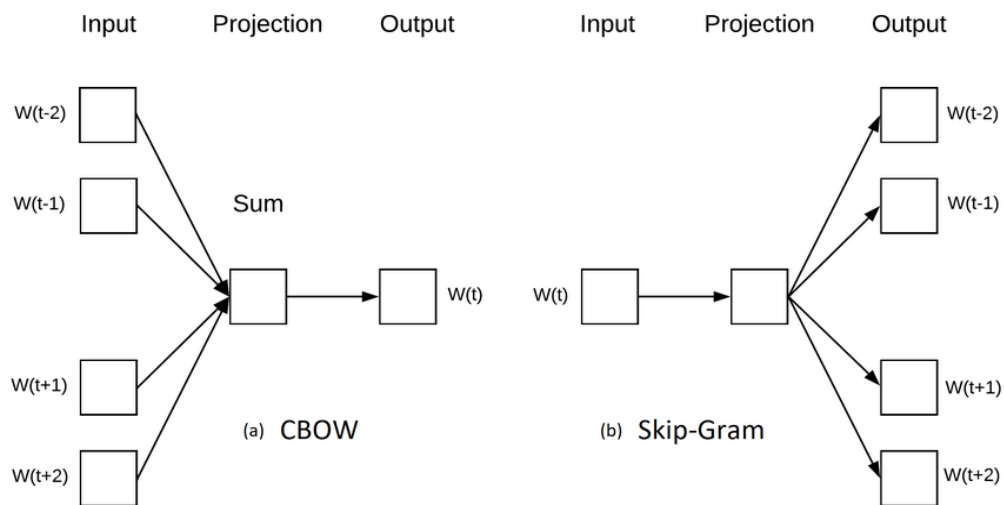 Input Projection Output
W(t-2)
W(t-1)
Sum
W(t)
W(t+1)
W(t+2)
(a) CBOW
Input Projection Output
W(t-2)
W(t-1)
W(t)
W(t+1)
W(t+2)
(b) Skip-Gram